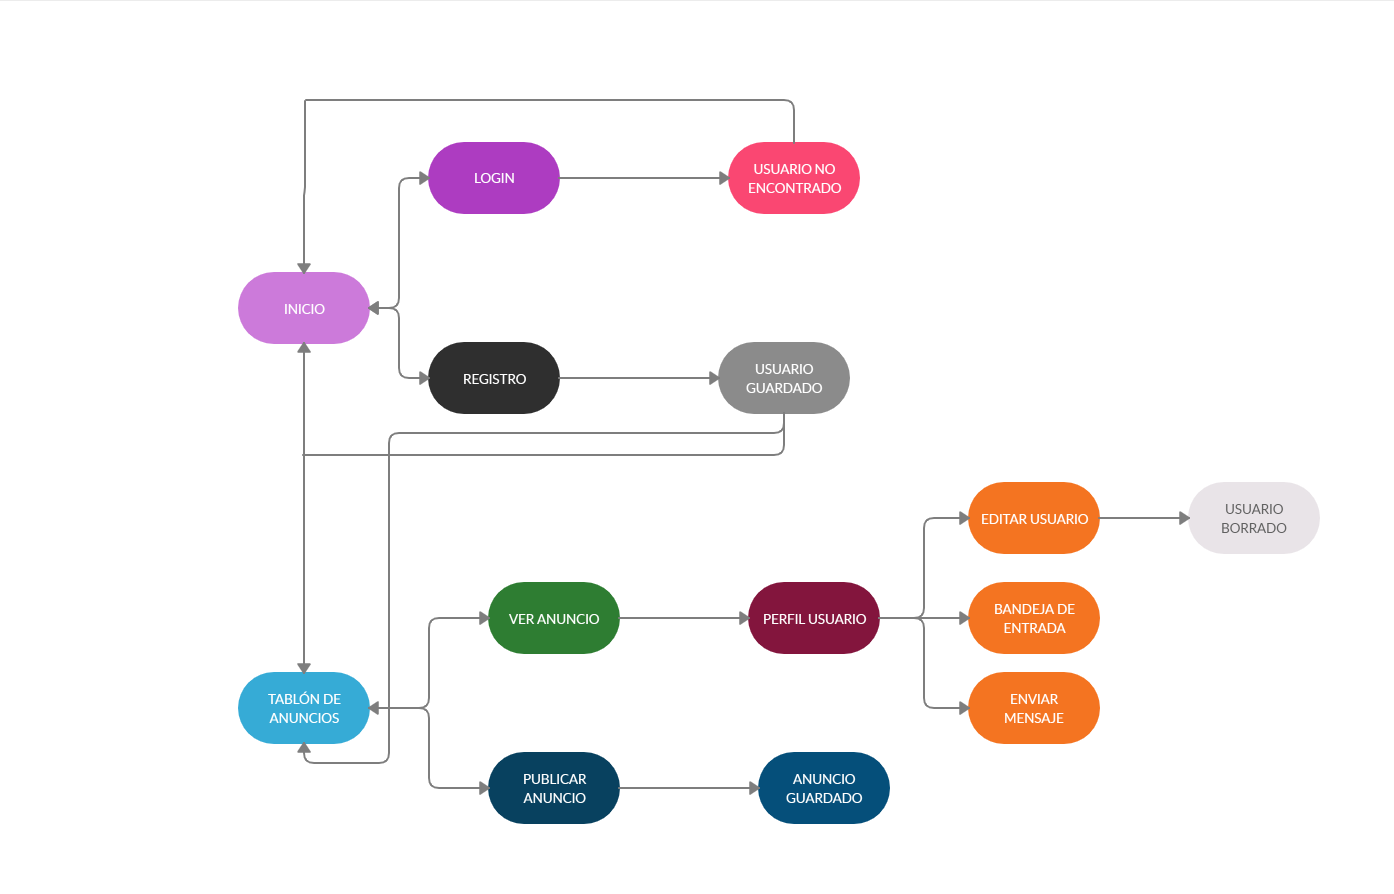 LOGIN
USUARIO NO
ENCONTRADO
INICIO
REGISTRO
USUARIO
GUARDADO
EDITAR USUARIO
USUARIO
BORRADO
VER ANUNCIO
PERFIL USUARIO
BANDEJA DE
ENTRADA
TABLÓN DE
ANUNCIOS
ENVIAR
MENSAJE
PUBLICAR
ANUNCIO
ANUNCIO
GUARDADO